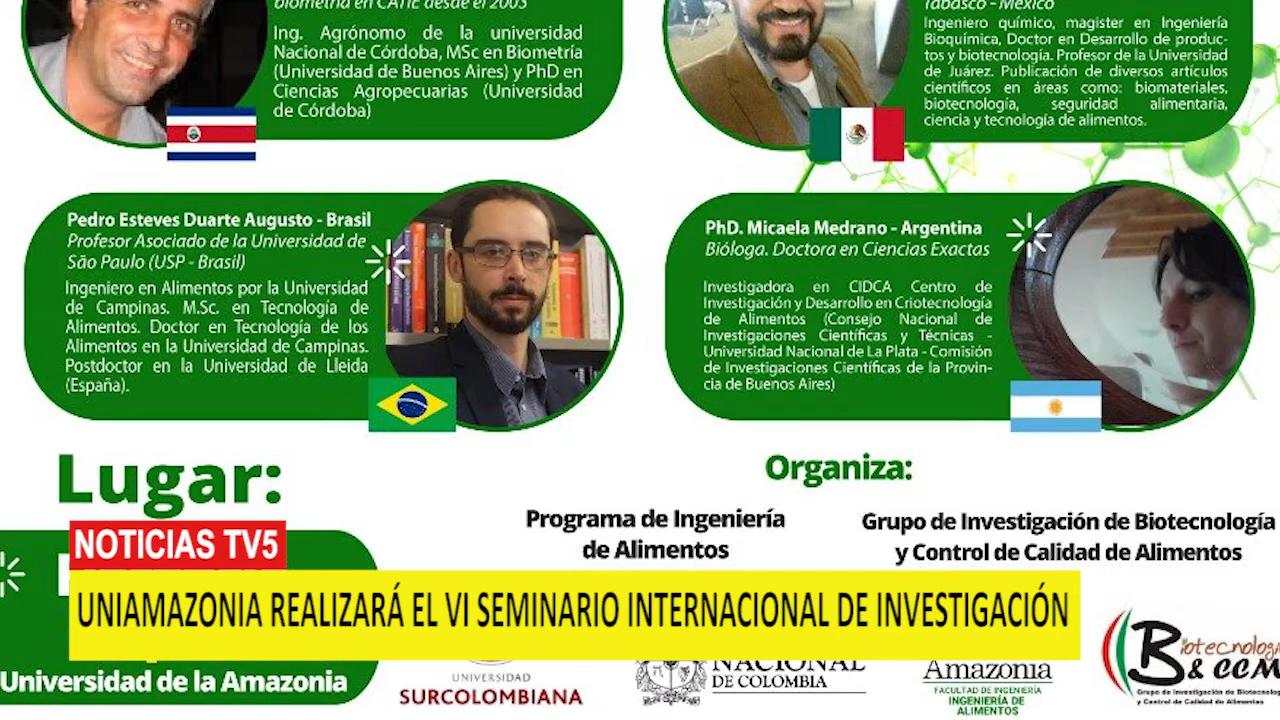 biometría en CATIE desde el 2003
Ing. Agrónomo de la universidad
Nacional de Córdoba, MSc en Biometría
(Universidad de Buenos Aires) y PhD en
Ciencias Agropecuarias (Universidad
de Córdoba)
Tabasco - México
Ingeniero químico, magister en Ingeniería
Bioquímica, Doctor en Desarrollo de produc-
tos y biotecnología. Profesor de la Universidad
de Juárez. Publicación de diversos artículos
científicos en áreas como: biomateriales,
biotecnología, seguridad alimentaria,
ciencia y tecnología de alimentos.
Pedro Esteves Duarte Augusto - Brasil
Profesor Asociado de la Universidad de
São Paulo (USP - Brasil)
Ingeniero en Alimentos por la Universidad
de Campinas. M.Sc. en Tecnología de
Alimentos. Doctor en Tecnología de los
Alimentos en la Universidad de Campinas.
Postdoctor en la Universidad de Lleida
(España).
PhD. Micaela Medrano - Argentina
Bióloga. Doctora en Ciencias Exactas
Investigadora en CIDCA Centro de
Investigación y Desarrollo en Criotecnología
de Alimentos (Consejo Nacional de
Investigaciones Científicas y Técnicas -
Universidad Nacional de La Plata - Comisión
de Investigaciones Científicas de la Provin-
cia de Buenos Aires)
Lugar:
Organiza:
Programa de Ingeniería
de Alimentos
Grupo de Investigación de Biotecnología
y Control de Calidad de Alimentos
NOTICIAS TV5
UNIAMAZONIA REALIZARÁ EL VI SEMINARIO INTERNACIONAL DE INVESTIGACIÓN
Universidad de la Amazonia
UNIVERSIDAD
SURCOLOMBIANA
NACIONAL
DE COLOMBIA
Amazonia
FACULTAD DE INGENIERÍA
INGENIERÍA DE
ALIMENTOS
Biotecnología
& CCM
Grupo de Investigación de Biotecnolog
y Control de Calidad de Alimentos